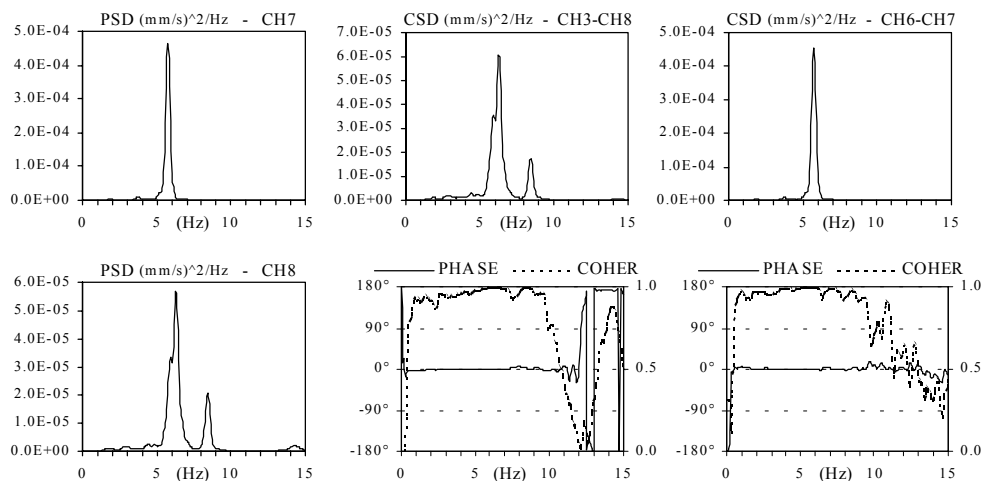 PSD (mm/s)^2/Hz - CH7
5.0E-04
4.0E-04
3.0E-04
2.0E-04
1.0E-04
0.0E+00
0 5 (Hz) 10 15
CSD (mm/s)^2/Hz - CH3-CH8
7.0E-05
6.0E-05
5.0E-05
4.0E-05
3.0E-05
2.0E-05
1.0E-05
0.0E+00
0 5 (Hz) 10 15
CSD (mm/s)^2/Hz - CH6-CH7
5.0E-04
4.0E-04
3.0E-04
2.0E-04
1.0E-04
0.0E+00
0 5 (Hz) 10 15
PSD (mm/s)^2/Hz - CH8
6.0E-05
5.0E-05
4.0E-05
3.0E-05
2.0E-05
1.0E-05
0.0E+00
0 5 (Hz) 10 15
PHASE COHER
180° 1.0
90°
0° 0.5
-90°
-180° 0.0
0 5 (Hz) 10 15
PHASE COHER
180° 1.0
90°
0° 0.5
-90°
-180° 0.0
0 5 (Hz) 10 15